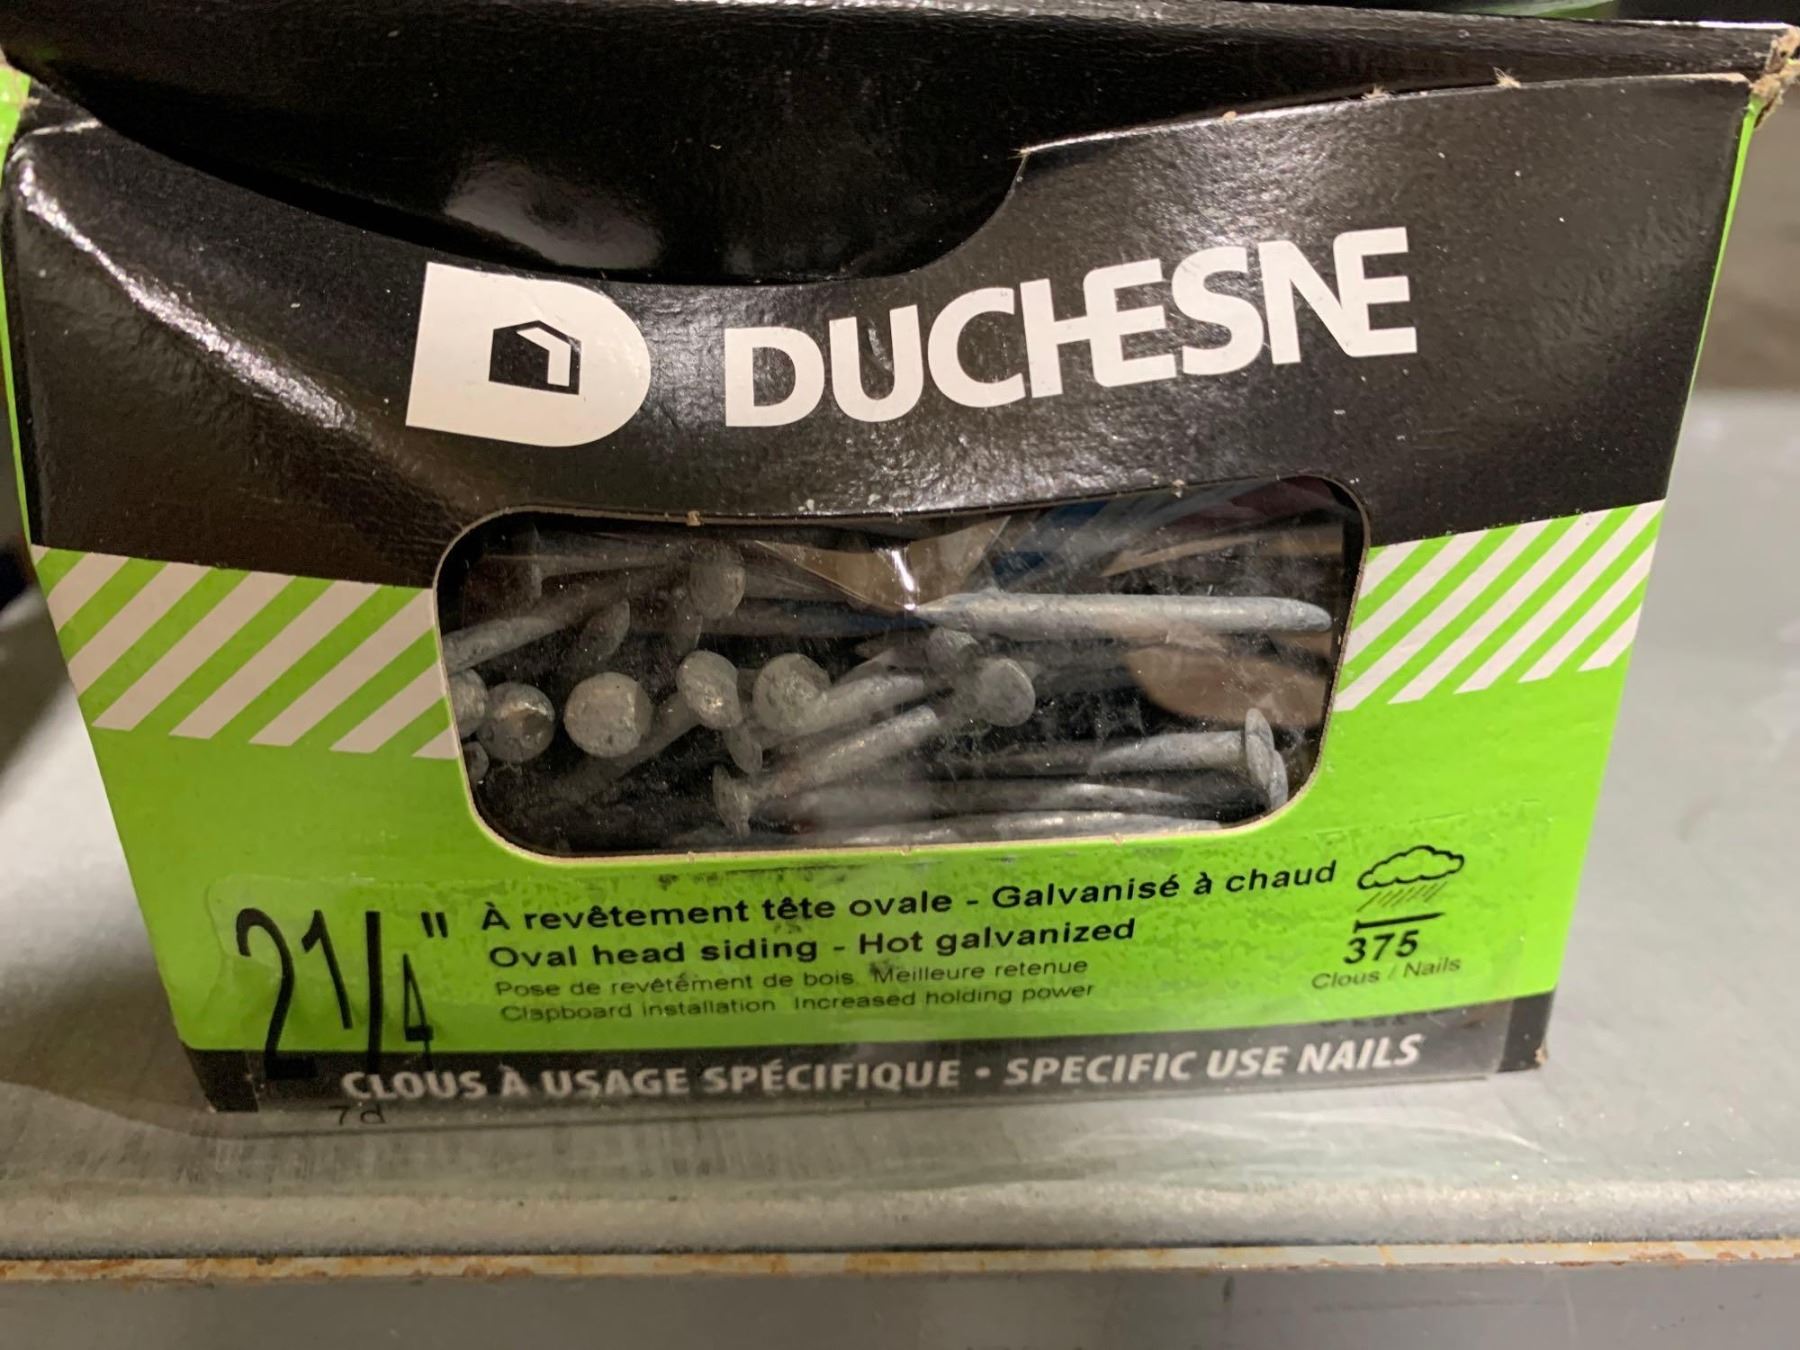 DUCHESNE
2 1/4"
À revêtement tête ovale - Galvanisé à chaud
Oval head siding - Hot galvanized
Pose de revêtement de bois. Meilleure retenue
Clapboard installation Increased holding power
375
Clous / Nails
CLOUS À USAGE SPÉCIFIQUE • SPECIFIC USE NAILS
7d